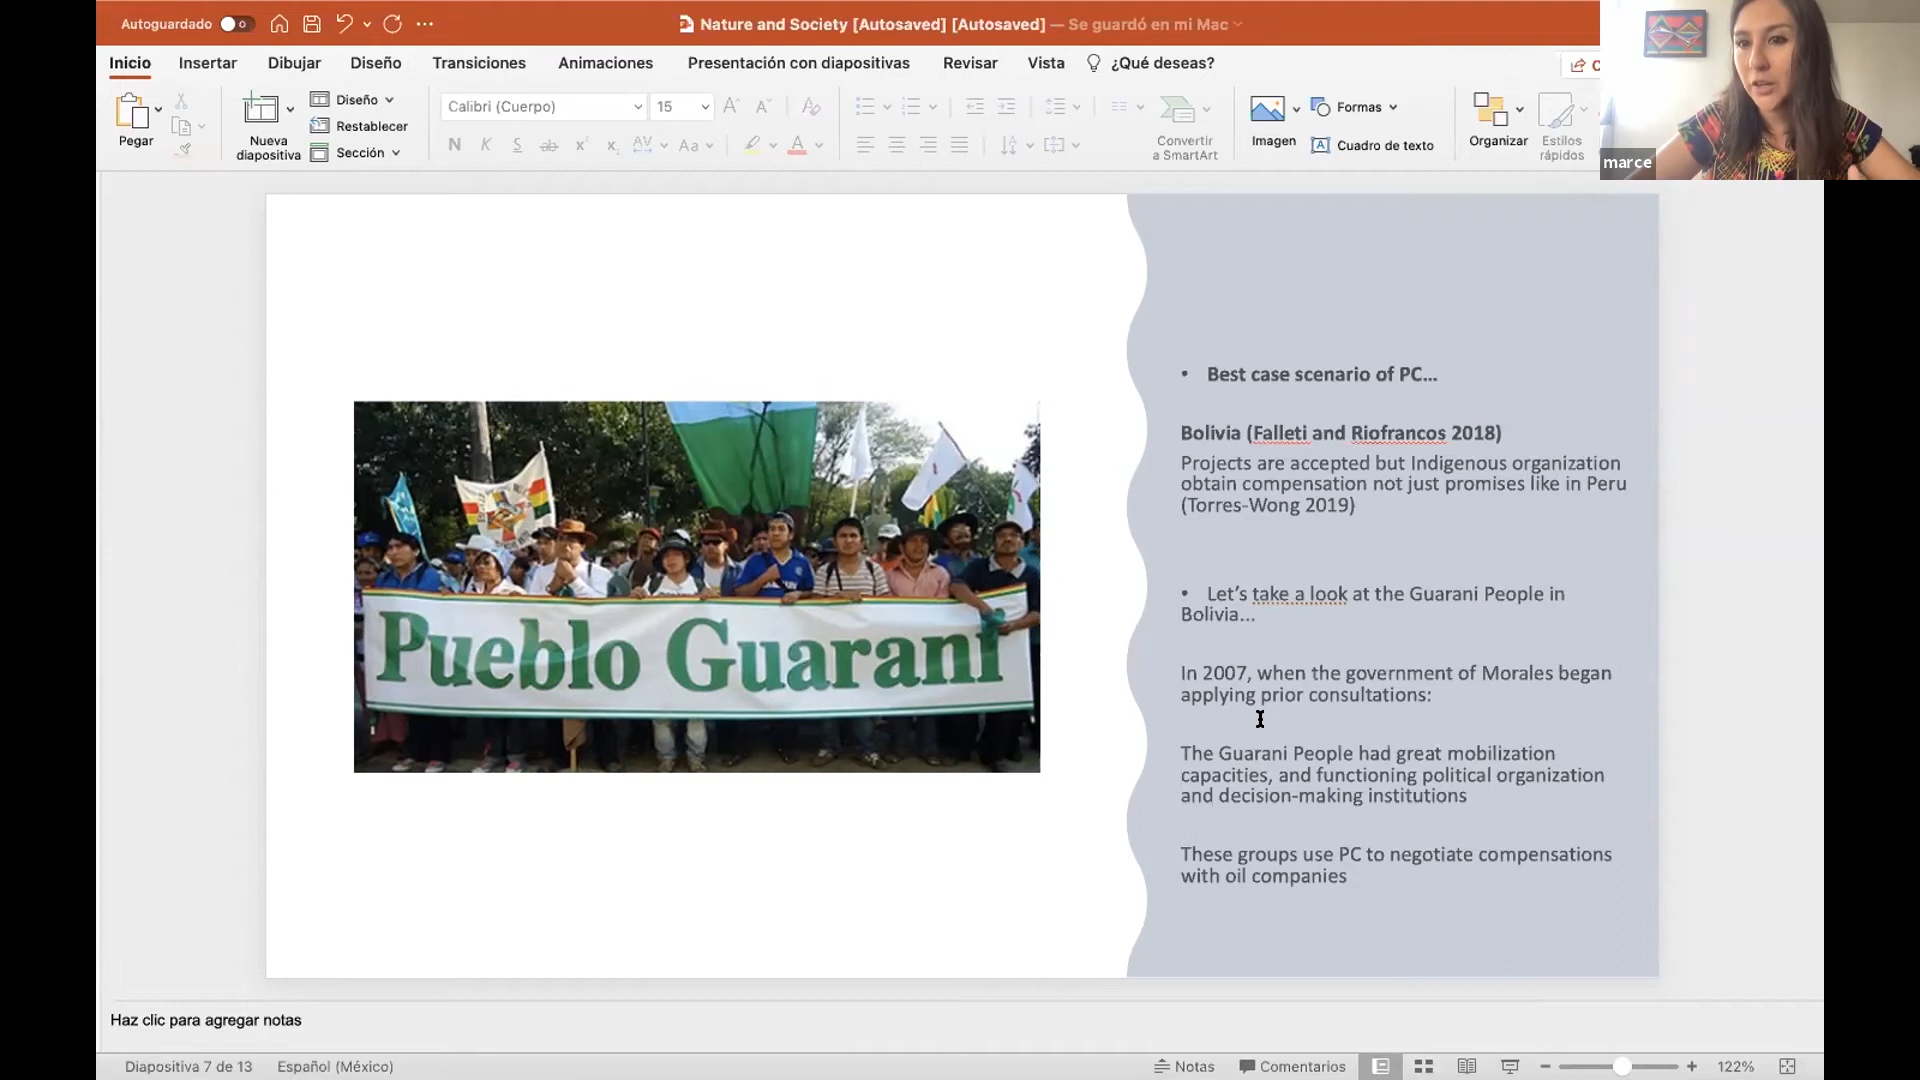 Autoguardado
Nature and Society [Autosaved] [Autosaved] — Se guardó en mi Mac
Inicio
Insertar
Dibujar
Diseño
Transiciones
Animaciones
Presentación con diapositivas
Revisar
Vista
¿Qué deseas?
Pegar
Nueva
diapositiva
Diseño
Restablecer
Sección
Calibri (Cuerpo)
15
Convertir
a SmartArt
Imagen
Formas
Cuadro de texto
Organizar
Estilos
rápidos
marce
Pueblo Guaraní
• Best case scenario of PC...
Bolivia (Falleti and Riofrancos 2018)
Projects are accepted but Indigenous organization
obtain compensation not just promises like in Peru
(Torres-Wong 2019)
• Let’s take a look at the Guarani People in
Bolivia...
In 2007, when the government of Morales began
applying prior consultations:
The Guarani People had great mobilization
capacities, and functioning political organization
and decision-making institutions
These groups use PC to negotiate compensations
with oil companies
Haz clic para agregar notas
Diapositiva 7 de 13
Español (México)
Notas
Comentarios
122%